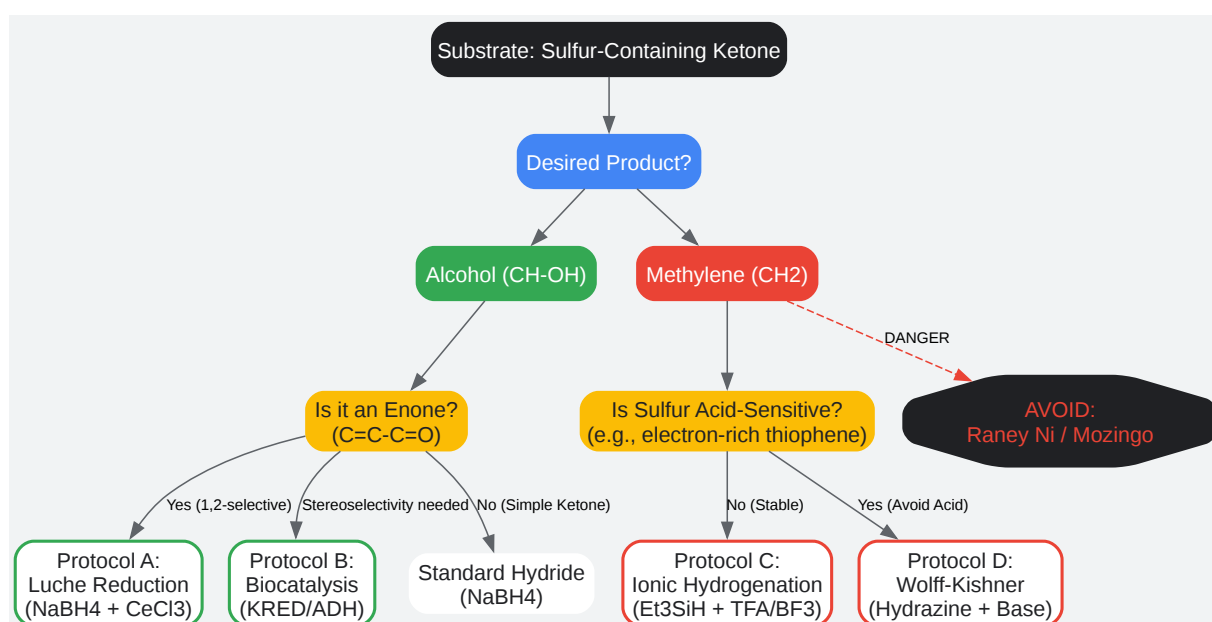 Substrate: Sulfur-Containing Ketone
Desired Product?
Alcohol (CH-OH)
Methylene (CH2)
DANGER
Is it an Enone?
(C=C-C=O)
Is Sulfur Acid-Sensitive?
(e.g., electron-rich thiophene)
AVOID:
Raney Ni / Mozingo
Yes (1,2-selective)
Stereoselectivity needed
No (Simple Ketone)
No (Stable)
Yes (Avoid Acid)
Protocol A:
Luche Reduction
(NaBH4 + CeCl3)
Protocol B:
Biocatalysis
(KRED/ADH)
Standard Hydride
(NaBH4)
Protocol C:
Ionic Hydrogenation
(Et3SiH + TFA/BF3)
Protocol D:
Wolff-Kishner
(Hydrazine + Base)